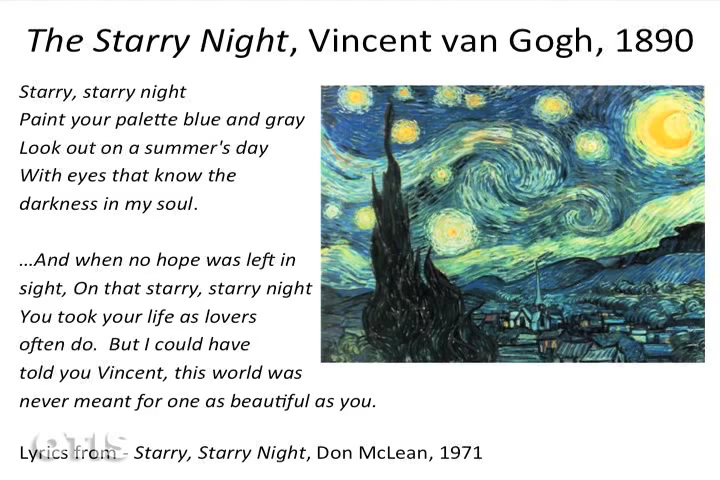 The Starry Night, Vincent van Gogh, 1890
Starry, starry night
Paint your palette blue and gray
Look out on a summer's day
With eyes that know the
darkness in my soul.
...And when no hope was left in
sight, On that starry, starry night
You took your life as lovers
often do.  But I could have
told you Vincent, this world was
never meant for one as beautiful as you.
Lyrics from - Starry, Starry Night, Don McLean, 1971